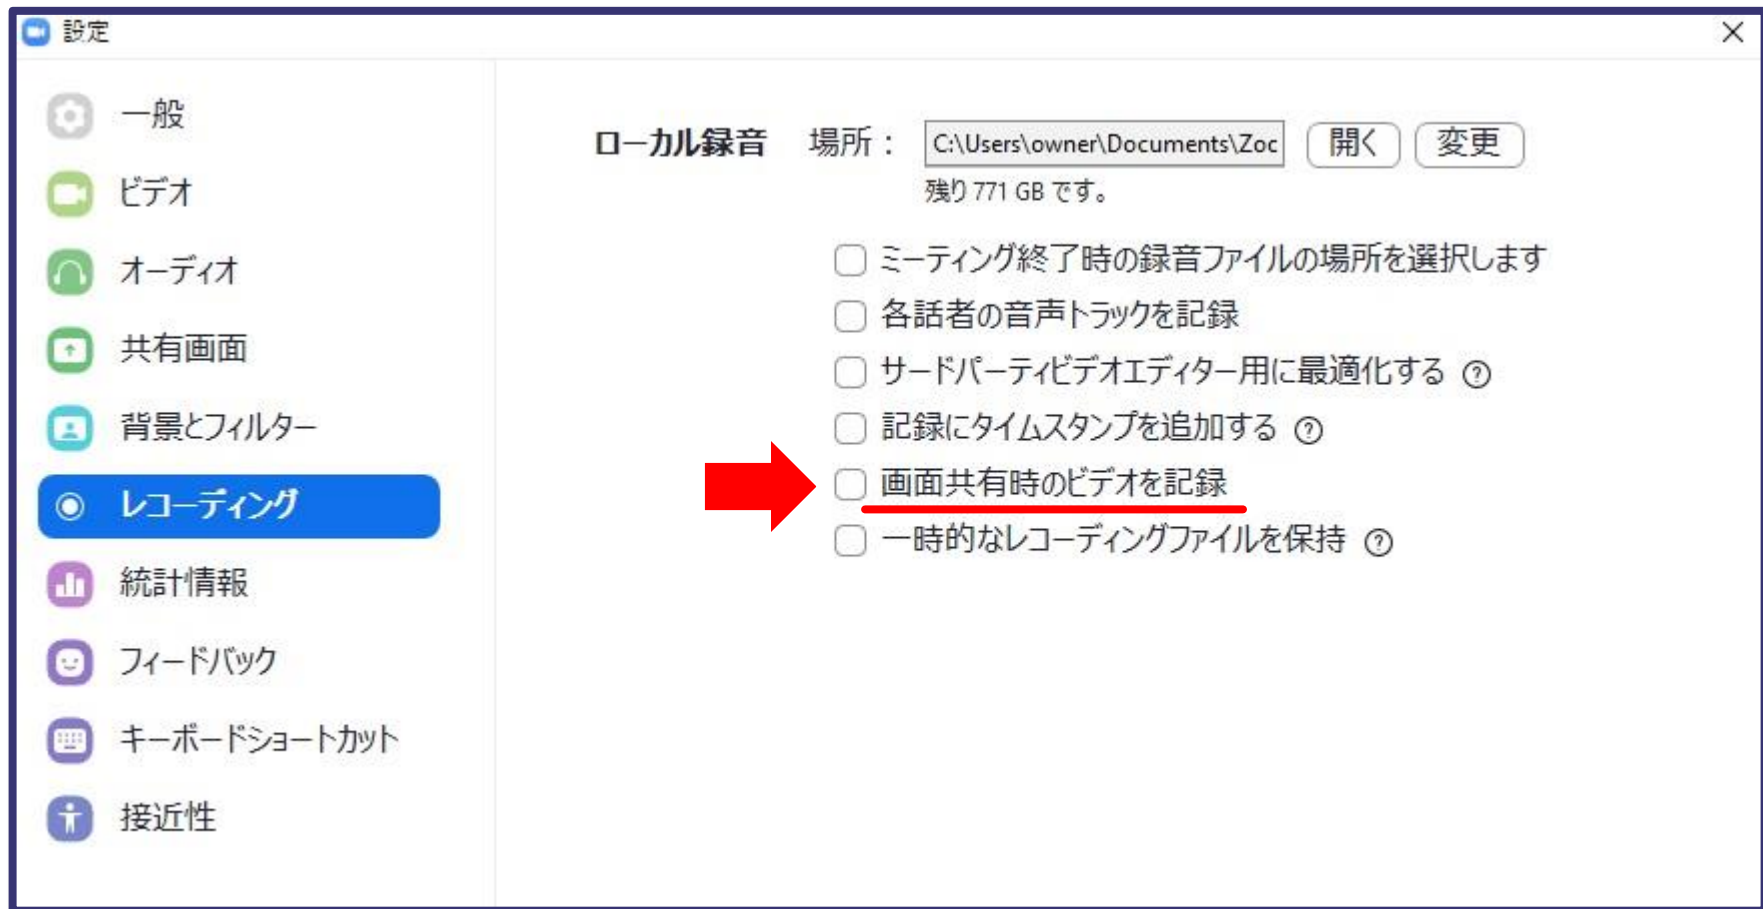 設定
一般
ビデオ
オーディオ
共有画面
背景とフィルター
レコーディング
統計情報
フィードバック
キーボードショートカット
接近性
ローカル録音 場所： C:\Users\owner\Documents\Zoc 開く 変更
残り 771 GB です。
ミーティング終了時の録音ファイルの場所を選択します
各話者の音声トラックを記録
サードパーティビデオエディター用に最適化する ?
記録にタイムスタンプを追加する ?
画面共有時のビデオを記録
一時的なレコーディングファイルを保持 ?